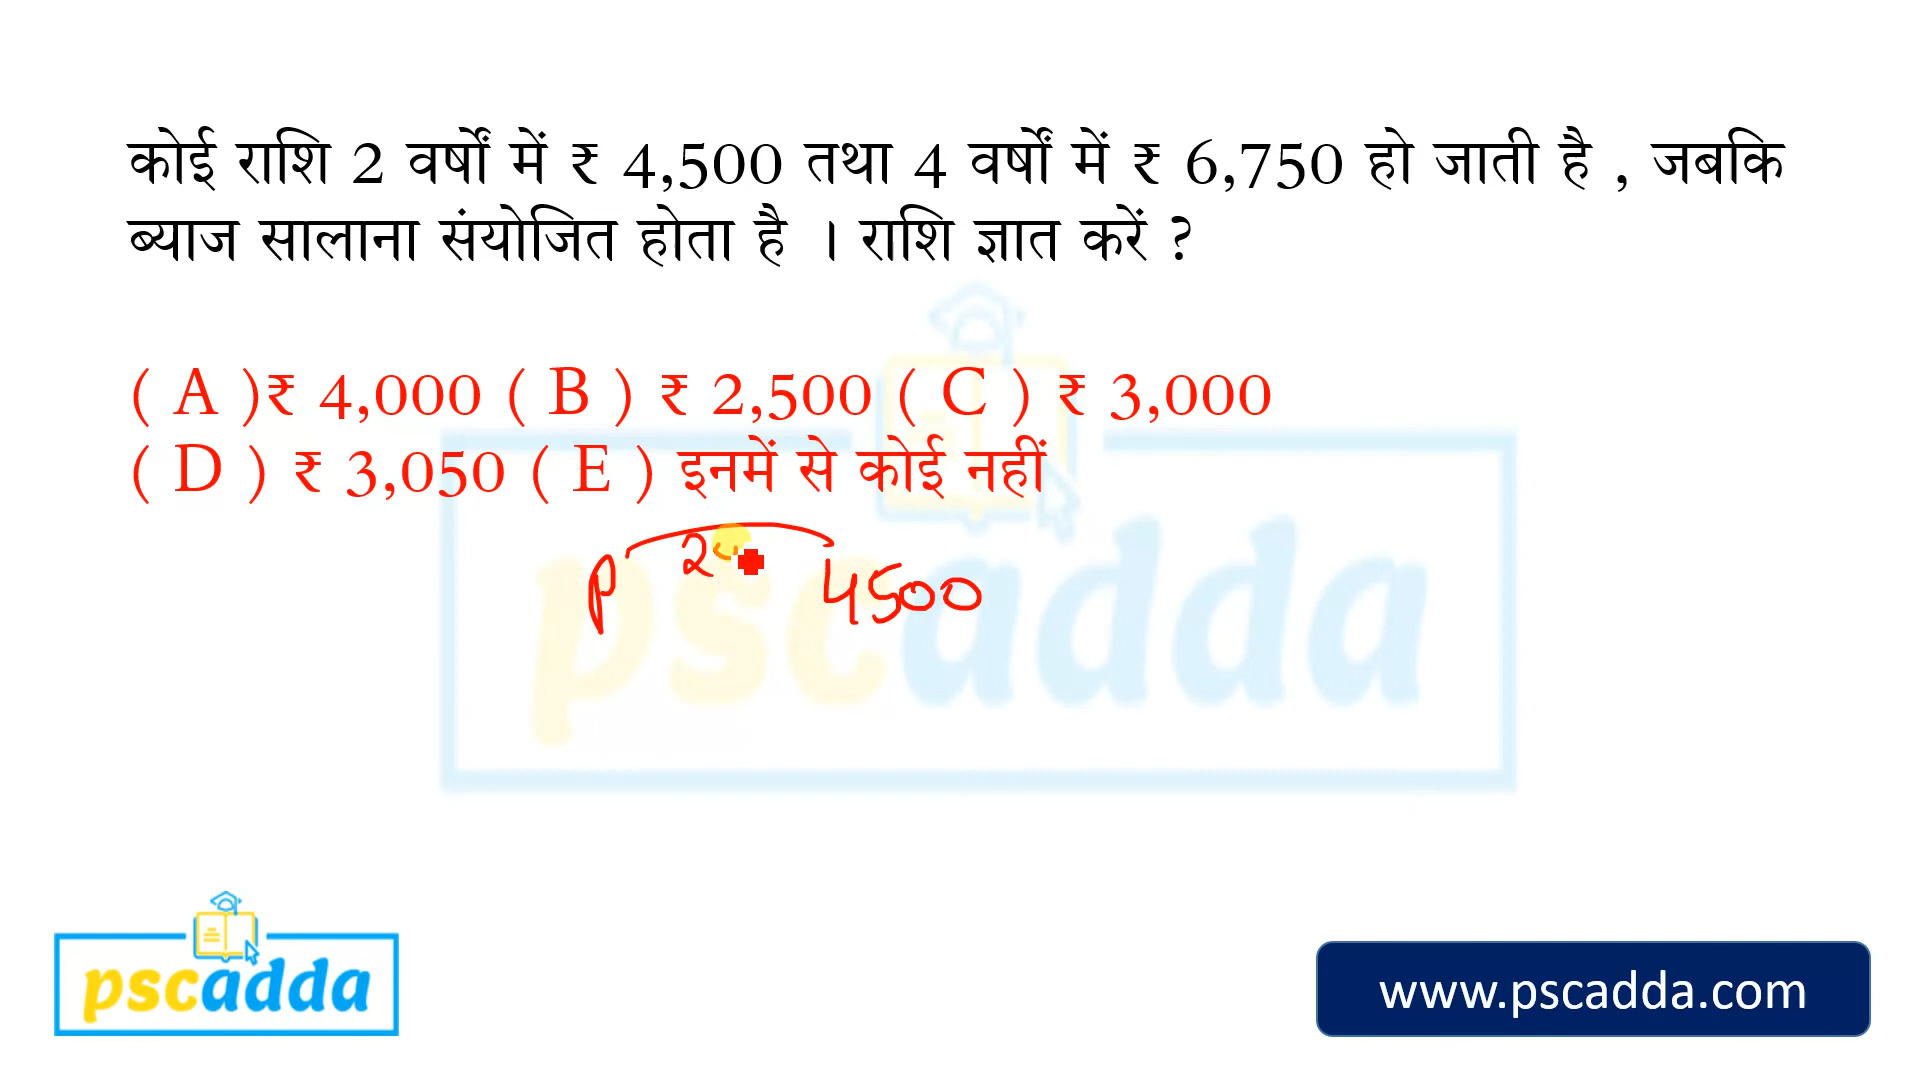 कोई राशि 2 वर्षों में ₹ 4,500 तथा 4 वर्षों में ₹ 6,750 हो जाती है , जबकि
ब्याज सालाना संयोजित होता है । राशि ज्ञात करें ?
( A )₹ 4,000 ( B ) ₹ 2,500 ( C ) ₹ 3,000
( D ) ₹ 3,050 ( E ) इनमें से कोई नहीं
P 2 4500
pscadda
pscadda
www.pscadda.com